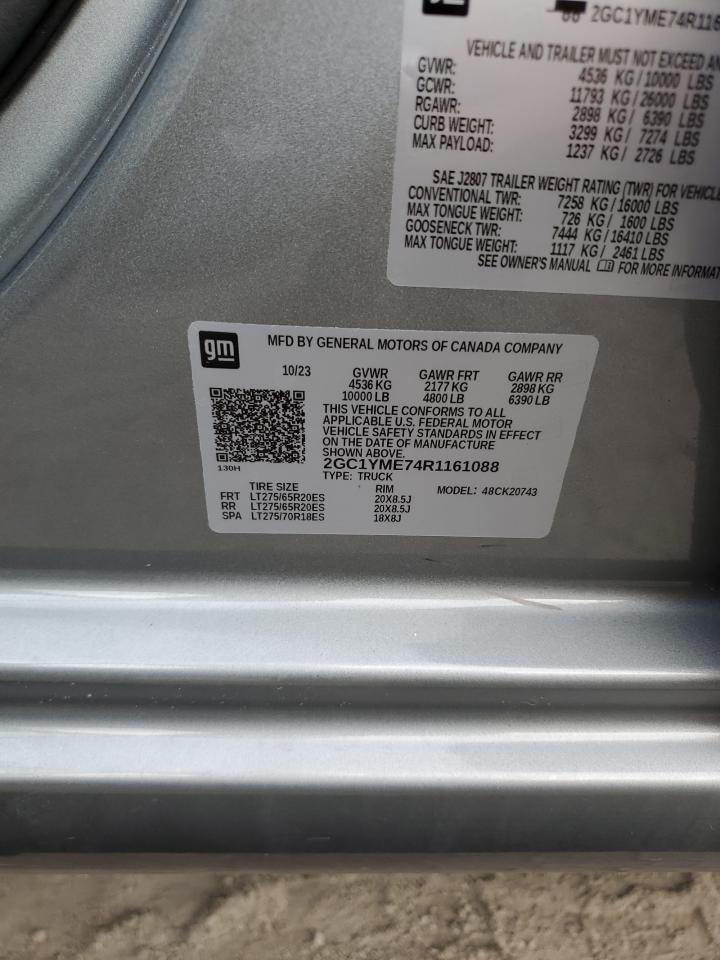 2GC1YME74R116
VEHICLE AND TRAILER MUST NOT EXCEED
GVWR: 4536 KG/10000 LBS
GCWR: 11793 KG/26000 LBS
RGAWR: 2898 KG/ 6390 LBS
CURB WEIGHT: 3299 KG/ 7274 LBS
MAX PAYLOAD: 1237 KG/ 2726 LBS
SAE J2807 TRAILER WEIGHT RATING (TWR) FOR VEHICLE
CONVENTIONAL TWR: 7258 KG/16000 LBS
MAX TONGUE WEIGHT: 726 KG/ 1600 LBS
GOOSENECK TWR: 7444 KG/16410 LBS
MAX TONGUE WEIGHT: 1117 KG/ 2461 LBS
SEE OWNER'S MANUAL FOR MORE INFORMAT
gm MFD BY GENERAL MOTORS OF CANADA COMPANY
10/23 GVWR GAWR FRT GAWR RR
4536 KG 2177 KG 2898 KG
10000 LB 4800 LB 6390 LB
THIS VEHICLE CONFORMS TO ALL
APPLICABLE U.S. FEDERAL MOTOR
VEHICLE SAFETY STANDARDS IN EFFECT
ON THE DATE OF MANUFACTURE
SHOWN ABOVE.
130H 2GC1YME74R1161088
TYPE: TRUCK
TIRE SIZE RIM MODEL: 48CK20743
FRT LT275/65R20ES 20X8.5J
RR LT275/65R20ES 20X8.5J
SPA LT275/70R18ES 18X8J